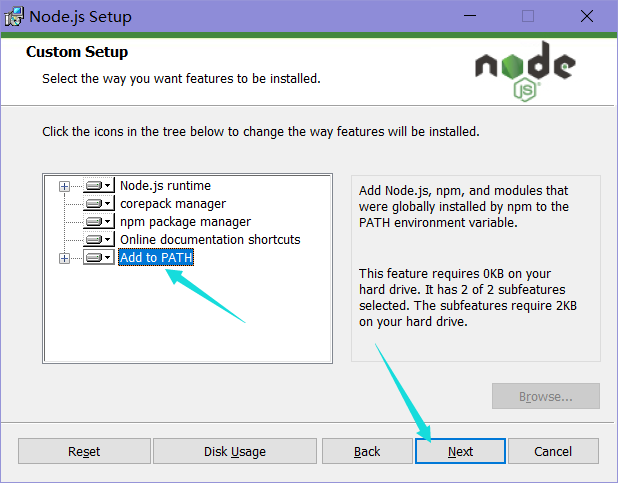 Node.js Setup
Custom Setup
Select the way you want features to be installed.
node
JS
Click the icons in the tree below to change the way features will be installed.
Node.js runtime
corepack manager
npm package manager
Online documentation shortcuts
Add to PATH
Add Node.js, npm, and modules that
were globally installed by npm to the
PATH environment variable.
This feature requires 0KB on your
hard drive. It has 2 of 2 subfeatures
selected. The subfeatures require 2KB
on your hard drive.
Browse...
Reset
Disk Usage
Back
Next
Cancel